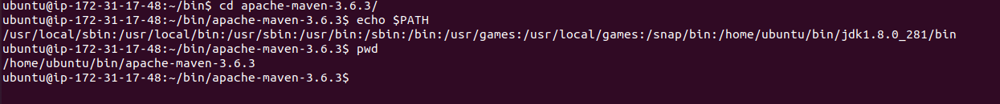 ubuntu@ip-172-31-17-48:~/bin$ cd apache-maven-3.6.3/
ubuntu@ip-172-31-17-48:~/bin/apache-maven-3.6.3$ echo $PATH
/usr/local/sbin:/usr/local/bin:/usr/sbin:/usr/bin:/sbin:/bin:/usr/games:/usr/local/games:/snap/bin:/home/ubuntu/bin/jdk1.8.0_281/bin
ubuntu@ip-172-31-17-48:~/bin/apache-maven-3.6.3$ pwd
/home/ubuntu/bin/apache-maven-3.6.3
ubuntu@ip-172-31-17-48:~/bin/apache-maven-3.6.3$